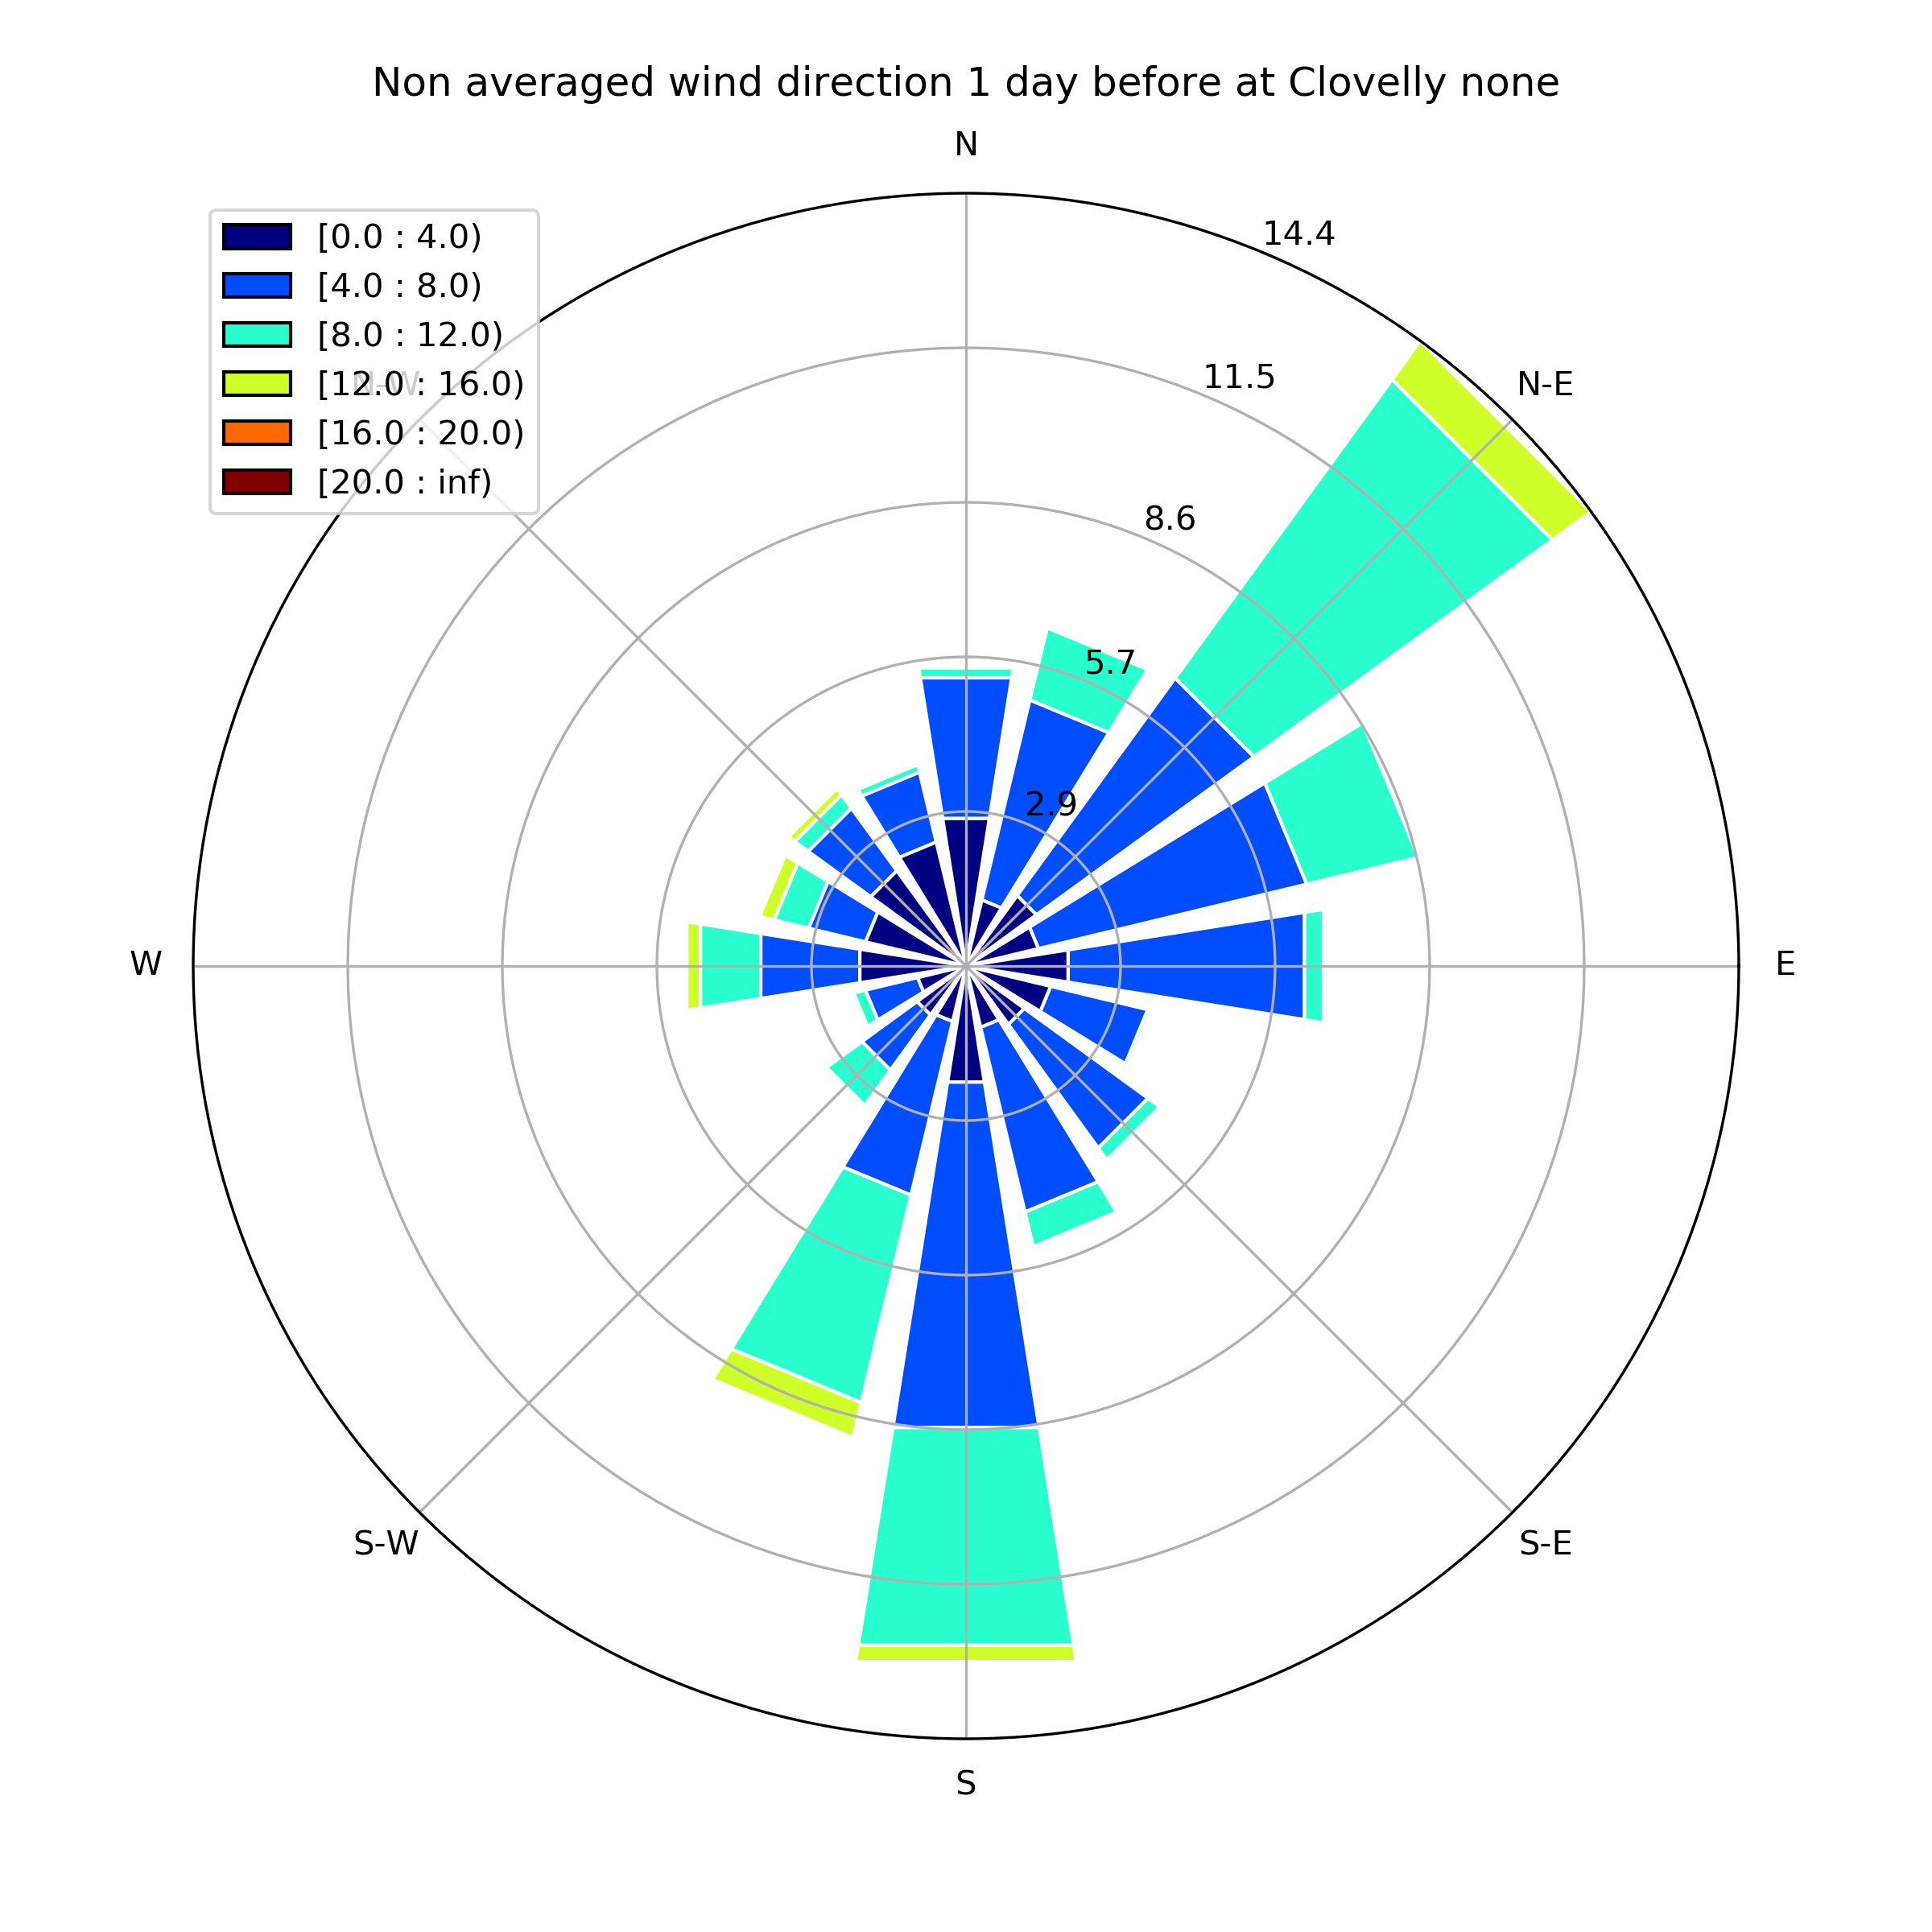 Non averaged wind direction 1 day before at Clovelly none
N
14.4
[0.0 : 4.0)
[4.0 : 8.0)
[8.0 : 12.0)
[12.0 : 16.0)
[16.0 : 20.0)
[20.0 : inf)
N-W
11.5
N-E
8.6
5.7
2.9
W
E
S-W
S-E
S